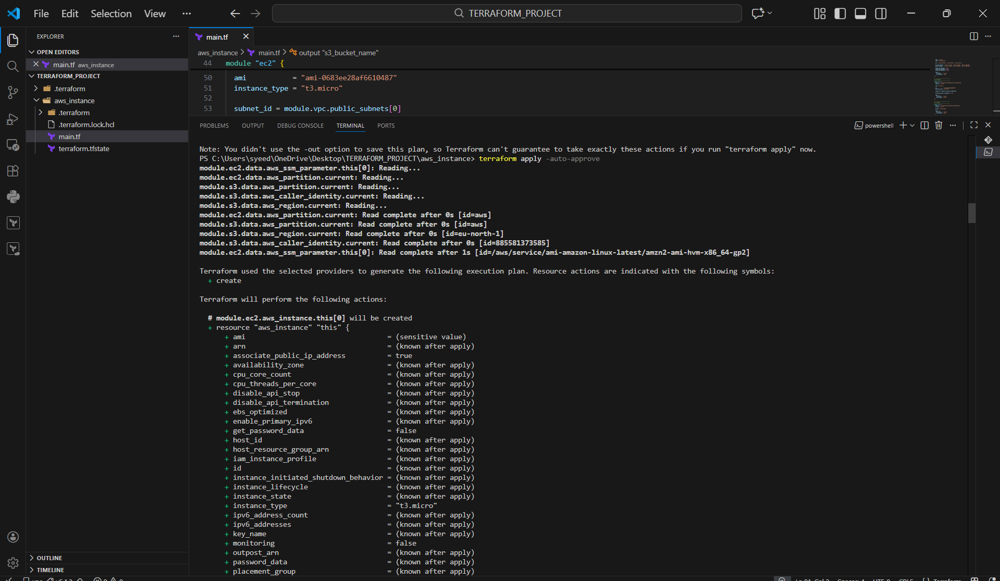 File Edit Selection View ··· TERRAFORM_PROJECT
EXPLORER ···
OPEN EDITORS
main.tf aws_instance
TERRAFORM_PROJECT
.terraform
aws_instance
.terraform
.terraform.lock.hcl
main.tf
terraform.tfstate
OUTLINE
TIMELINE
main.tf
aws_instance > main.tf > output "s3_bucket_name"
44 module "ec2" {
50 ami = "ami-0683ee28af6610487"
51 instance_type = "t3.micro"
52
53 subnet_id = module.vpc.public_subnets[0]
PROBLEMS OUTPUT DEBUG CONSOLE TERMINAL PORTS powershell
Note: You didn't use the -out option to save this plan, so Terraform can't guarantee to take exactly these actions if you run "terraform apply" now.
PS C:\Users\syeed\OneDrive\Desktop\TERRAFORM_PROJECT\aws_instance> terraform apply -auto-approve
module.ec2.data.aws_ssm_parameter.this[0]: Reading...
module.ec2.data.aws_partition.current: Reading...
module.s3.data.aws_partition.current: Reading...
module.s3.data.aws_caller_identity.current: Reading...
module.s3.data.aws_region.current: Reading...
module.ec2.data.aws_partition.current: Read complete after 0s [id=aws]
module.s3.data.aws_partition.current: Read complete after 0s [id=aws]
module.s3.data.aws_region.current: Read complete after 0s [id=eu-north-1]
module.s3.data.aws_caller_identity.current: Read complete after 0s [id=885581373585]
module.ec2.data.aws_ssm_parameter.this[0]: Read complete after 1s [id=/aws/service/ami-amazon-linux-latest/amzn2-ami-hvm-x86_64-gp2]
Terraform used the selected providers to generate the following execution plan. Resource actions are indicated with the following symbols:
+ create
Terraform will perform the following actions:
# module.ec2.aws_instance.this[0] will be created
+ resource "aws_instance" "this" {
+ ami = (sensitive value)
+ arn = (known after apply)
+ associate_public_ip_address = true
+ availability_zone = (known after apply)
+ cpu_core_count = (known after apply)
+ cpu_threads_per_core = (known after apply)
+ disable_api_stop = (known after apply)
+ disable_api_termination = (known after apply)
+ ebs_optimized = (known after apply)
+ enable_primary_ipv6 = (known after apply)
+ get_password_data = false
+ host_id = (known after apply)
+ host_resource_group_arn = (known after apply)
+ iam_instance_profile = (known after apply)
+ id = (known after apply)
+ instance_initiated_shutdown_behavior = (known after apply)
+ instance_lifecycle = (known after apply)
+ instance_state = (known after apply)
+ instance_type = "t3.micro"
+ ipv6_address_count = (known after apply)
+ ipv6_addresses = (known after apply)
+ key_name = (known after apply)
+ monitoring = false
+ outpost_arn = (known after apply)
+ password_data = (known after apply)
+ placement_group = (known after apply)